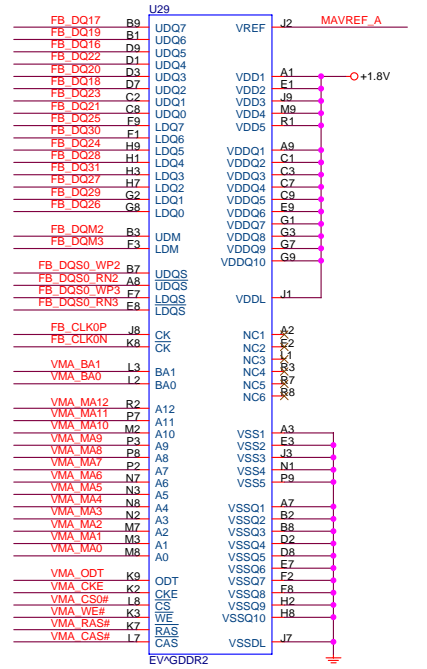 U29
FB_DQ17 B9 UDQ7 VREF J2 MAVREF_A
FB_DQ19 B1 UDQ6
FB_DQ16 D9 UDQ5
FB_DQ22 D1 UDQ4
FB_DQ20 D3 UDQ3 VDD1 A1 +1.8V
FB_DQ18 D7 UDQ2 VDD2 E1
FB_DQ23 C2 UDQ1 VDD3 J9
FB_DQ21 C8 UDQ0 VDD4 M9
FB_DQ25 F9 LDQ7 VDD5 R1
FB_DQ30 F1 LDQ6
FB_DQ24 H9 LDQ5 VDDQ1 A9
FB_DQ28 H1 LDQ4 VDDQ2 C1
FB_DQ31 H3 LDQ3 VDDQ3 C3
FB_DQ27 H7 LDQ2 VDDQ4 C7
FB_DQ29 G2 LDQ1 VDDQ5 C9
FB_DQ26 G8 LDQ0 VDDQ6 E9
VDDQ7 G1
FB_DQM2 B3 UDM VDDQ8 G3
FB_DQM3 F3 LDM VDDQ9 G7
VDDQ10 G9
FB_DQS0_WP2 B7 UDQS
FB_DQS0_RN2 A8 UDQS
FB_DQS0_WP3 F7 LDQS VDDL J1
FB_DQS0_RN3 E8 LDQS
FB_CLK0P J8 CK NC1 A2
FB_CLK0N K8 CK NC2 E2
NC3 L1
VMA_BA1 L3 BA1 NC4 R3
VMA_BA0 L2 BA0 NC5 R7
NC6 R8
VMA_MA12 R2 A12
VMA_MA11 P7 A11
VMA_MA10 M2 A10 VSS1 A3
VMA_MA9 P3 A9 VSS2 E3
VMA_MA8 P8 A8 VSS3 J3
VMA_MA7 P2 A7 VSS4 N1
VMA_MA6 N7 A6 VSS5 P9
VMA_MA5 N3 A5
VMA_MA4 N8 A4 VSSQ1 A7
VMA_MA3 N2 A3 VSSQ2 B2
VMA_MA2 M7 A2 VSSQ3 B8
VMA_MA1 M3 A1 VSSQ4 D2
VMA_MA0 M8 A0 VSSQ5 D8
VSSQ6 E7
VMA_ODT K9 ODT VSSQ7 F2
VMA_CKE K2 CKE VSSQ8 F8
VMA_CS0# L8 CS VSSQ9 H2
VMA_WE# K3 WE VSSQ10 H8
VMA_RAS# K7 RAS
VMA_CAS# L7 CAS VSSDL J7
EV^GDDR2